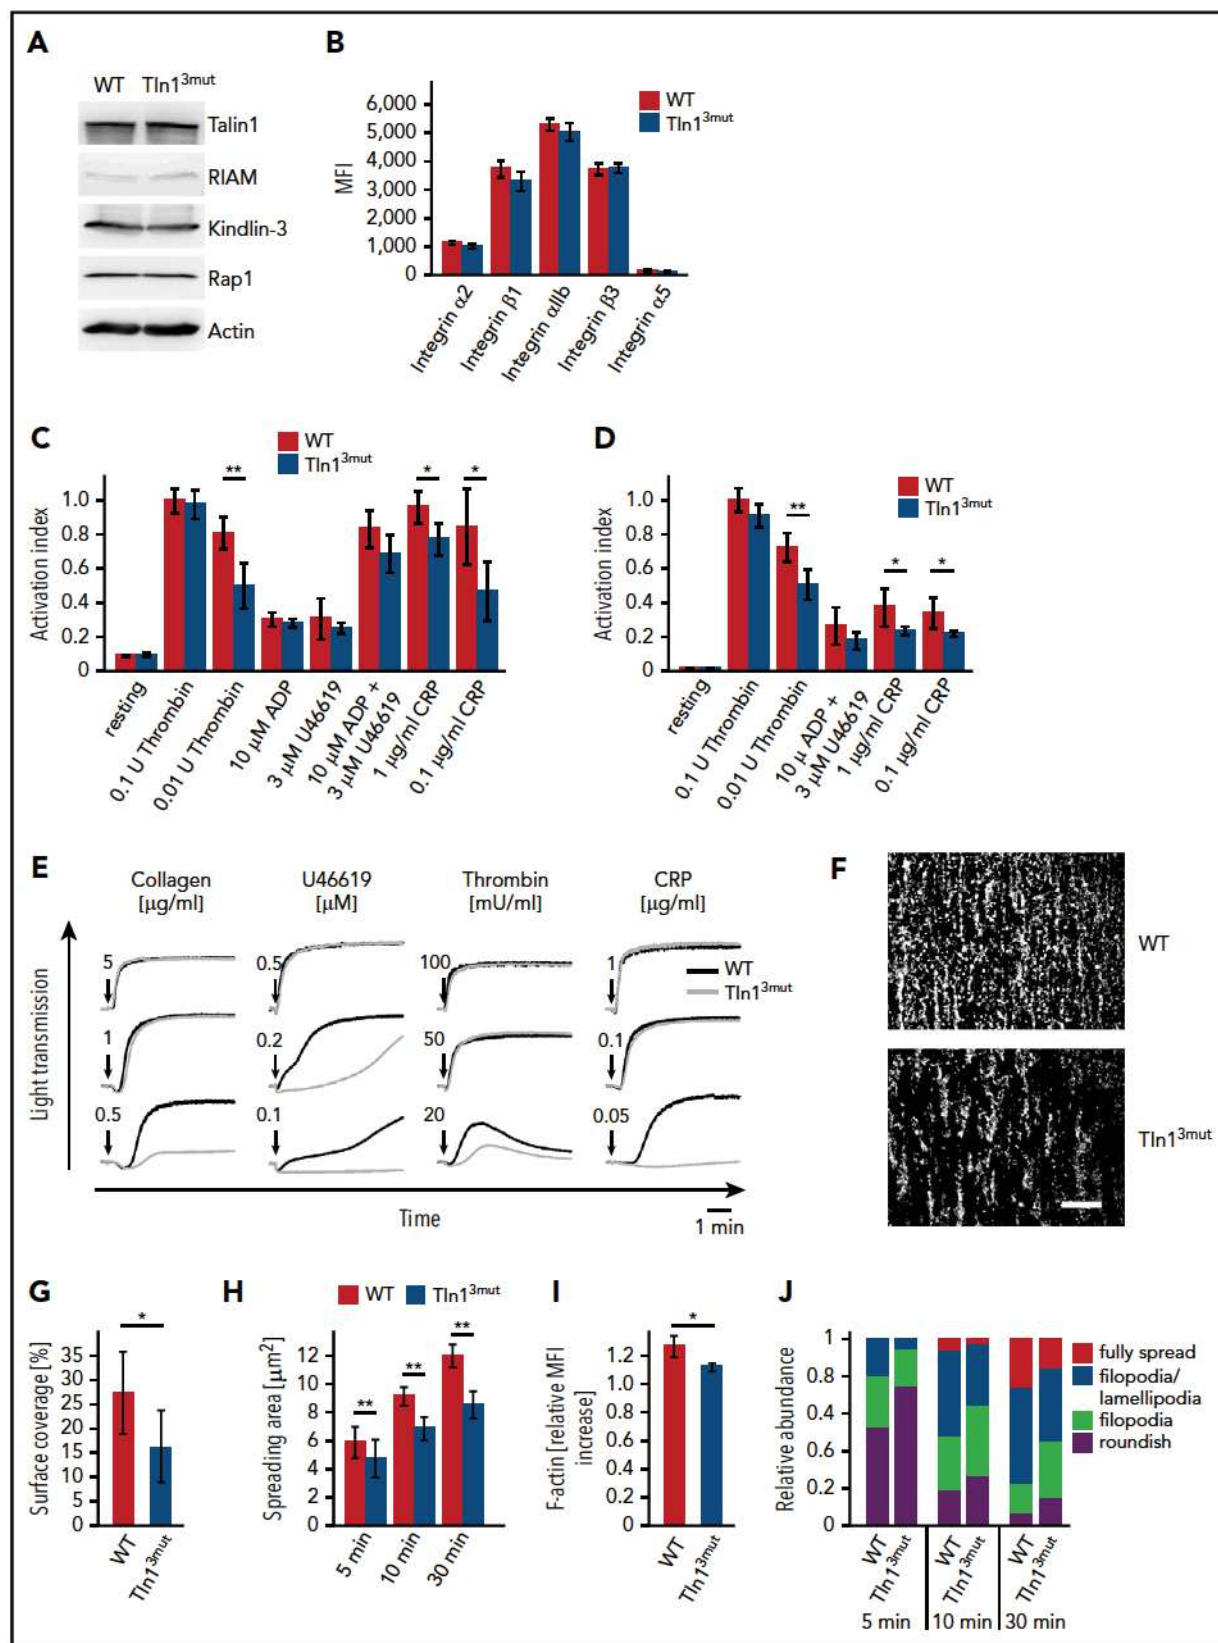 A
WT Tln13mut
Talin1
RIAM
Kindlin-3
Rap1
Actin
B
MFI
6,000
5,000
4,000
3,000
2,000
1,000
0
WT
Tln13mut
Integrin α2
Integrin β1
Integrin αIIb
Integrin β3
Integrin α5
C
Activation index
1.0
0.8
0.6
0.4
0.2
0
WT
Tln13mut
**
*
*
resting
0.1 U Thrombin
0.01 U Thrombin
10 μM ADP
3 μM U46619
10 μM ADP +
3 μM U46619
1 μg/ml CRP
0.1 μg/ml CRP
D
Activation index
1.0
0.8
0.6
0.4
0.2
0
WT
Tln13mut
**
*
*
resting
0.1 U Thrombin
0.01 U Thrombin
10 μ ADP +
3 μM U46619
1 μg/ml CRP
0.1 μg/ml CRP
E
Light transmission
Collagen
[μg/ml]
U46619
[μM]
Thrombin
[mU/ml]
CRP
[μg/ml]
5
0.5
100
1
WT
Tln13mut
1
0.2
50
0.1
0.5
0.1
20
0.05
Time
1 min
F
WT
Tln13mut
G
Surface coverage [%]
35
30
25
20
15
10
5
0
*
WT
Tln13mut
H
WT Tln13mut
Spreading area [μm2]
12
10
8
6
4
2
0
**
**
**
5 min
10 min
30 min
I
F-actin [relative MFI
increase]
1.2
1.0
0.8
0.6
0.4
0.2
0
*
WT
Tln13mut
J
Relative abundance
1
0.8
0.4
0.6
0.2
0
fully spread
filopodia/
lamellipodia
filopodia
roundish
WT
Tln13mut
WT
Tln13mut
WT
Tln13mut
5 min
10 min
30 min